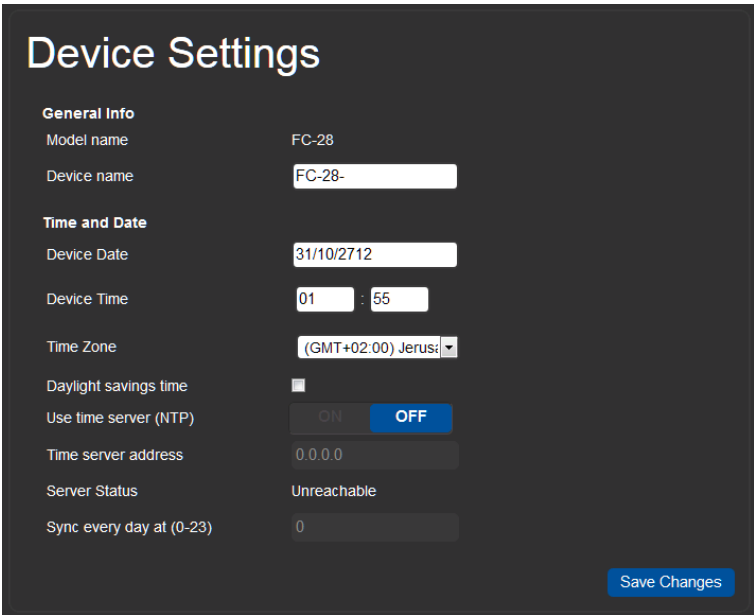 Device Settings
General Info
Model name FC-28
Device name FC-28-
Time and Date
Device Date 31/10/2712
Device Time 01 : 55
Time Zone (GMT+02:00) Jerusa
Daylight savings time
Use time server (NTP) ON OFF
Time server address 0.0.0.0
Server Status Unreachable
Sync every day at (0-23) 0
Save Changes